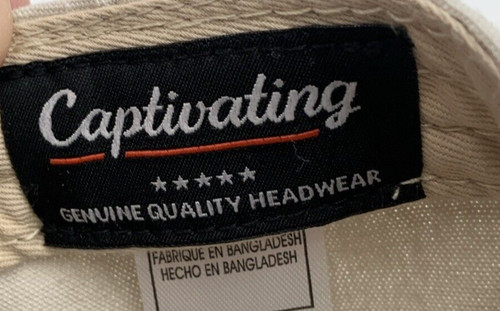 Captivating
★★★★★
GENUINE QUALITY HEADWEAR
FABRIQUE EN BANGLADESH
HECHO EN BANGLADESH